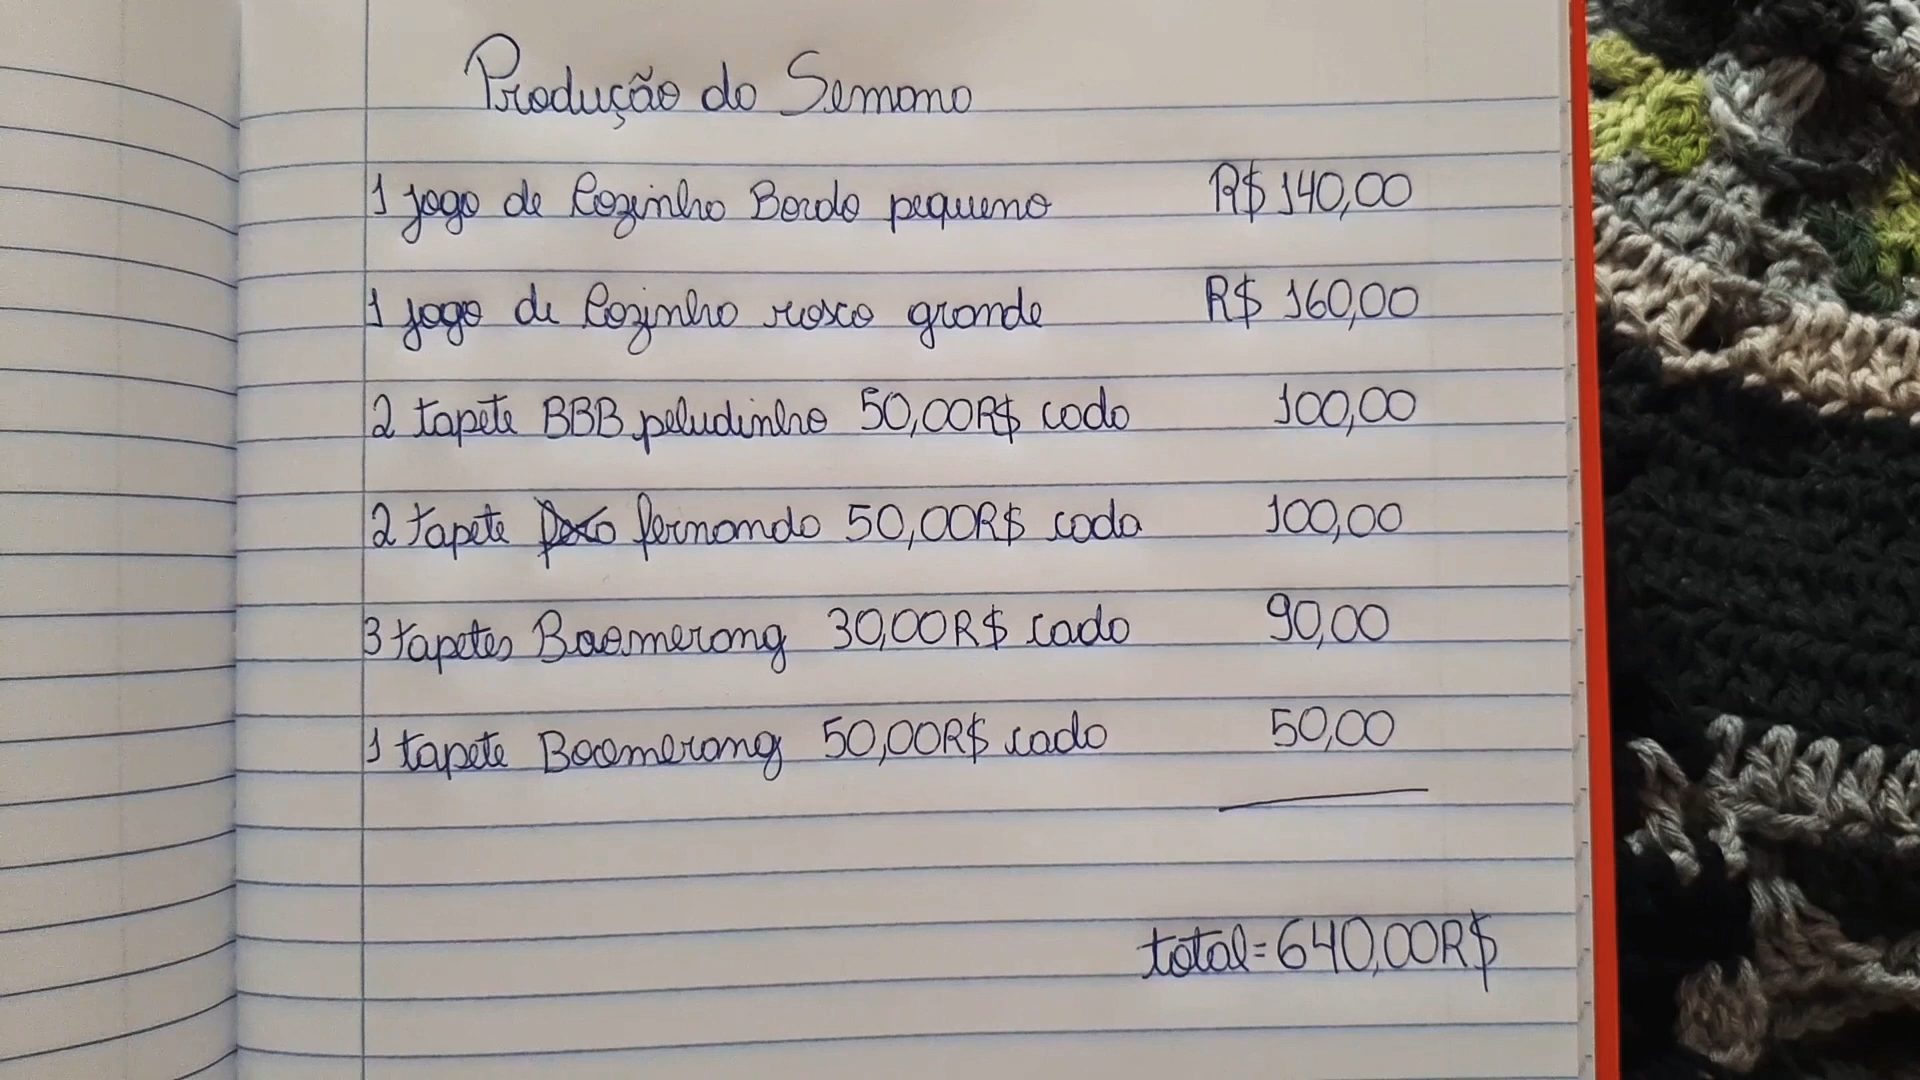 Produção da Semana
1 jogo de Cozinha Bordo pequeno R$ 140,00
1 jogo de Cozinha rosca grande R$ 160,00
2 tapete BBB peludinho 50,00R$ cada 100,00
2 tapete fernanda 50,00R$ cada 100,00
3 tapetes Boomerang 30,00R$ cada 90,00
1 tapete Boomerang 50,00R$ cada 50,00
total = 640,00R$